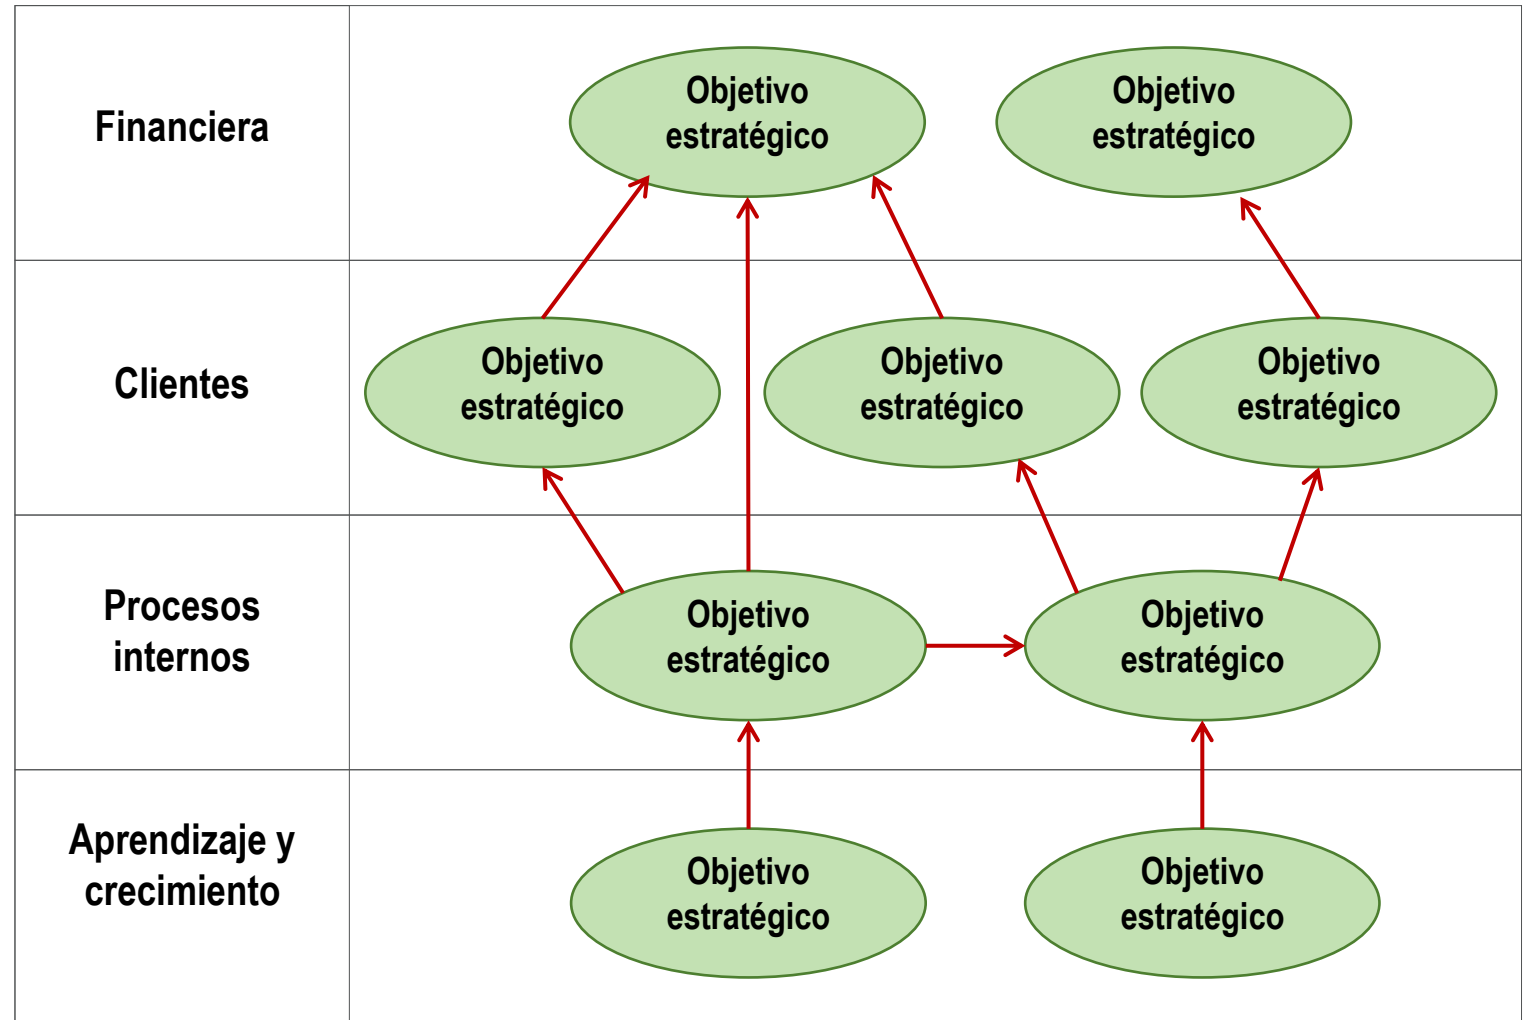 Financiera
Objetivo
estratégico
Objetivo
estratégico
Clientes
Objetivo
estratégico
Objetivo
estratégico
Objetivo
estratégico
Procesos
internos
Objetivo
estratégico
Objetivo
estratégico
Aprendizaje y
crecimiento
Objetivo
estratégico
Objetivo
estratégico